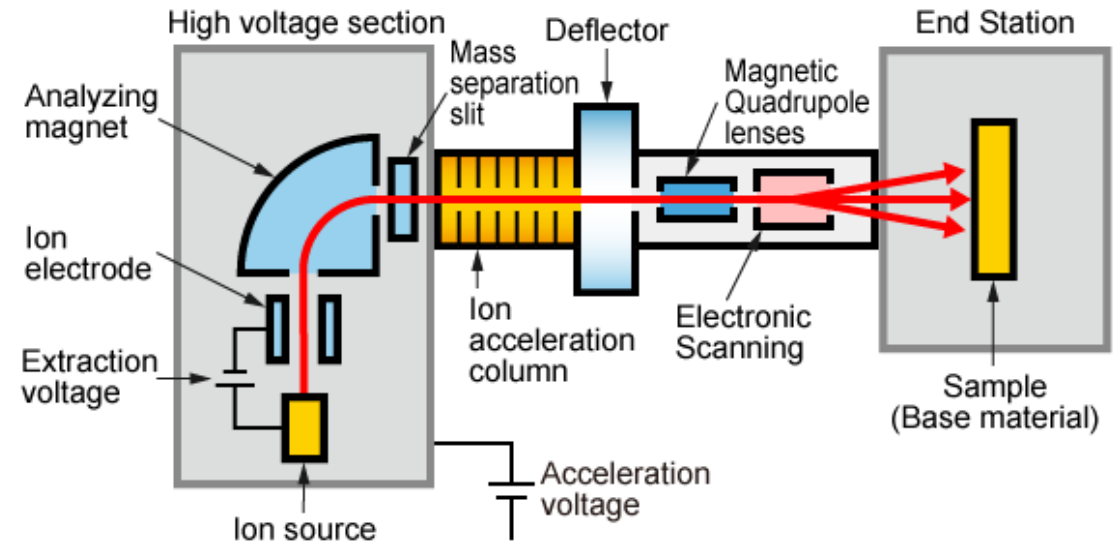 High voltage section
Deflector
End Station
Mass
separation
slit
Magnetic
Quadrupole
lenses
Analyzing
magnet
Ion
electrode
Extraction
voltage
Ion
acceleration
column
Electronic
Scanning
Sample
(Base material)
Acceleration
voltage
Ion source